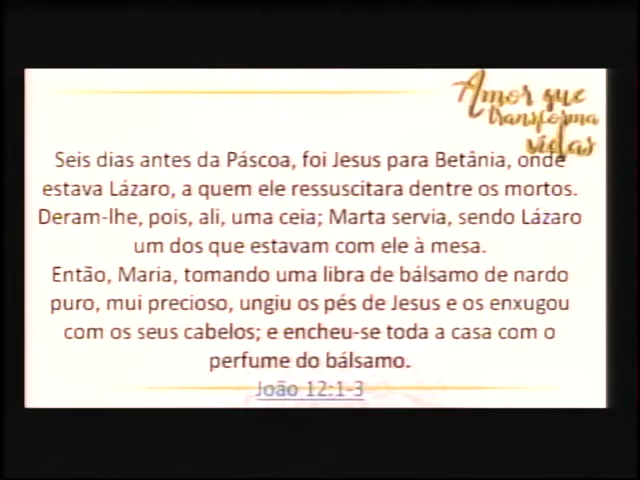 Amor que
transforma
vidas
Seis dias antes da Páscoa, foi Jesus para Betânia, onde
estava Lázaro, a quem ele ressuscitara dentre os mortos.
Deram-lhe, pois, ali, uma ceia; Marta servia, sendo Lázaro
um dos que estavam com ele à mesa.
Então, Maria, tomando uma libra de bálsamo de nardo
puro, mui precioso, ungiu os pés de Jesus e os enxugou
com os seus cabelos; e encheu-se toda a casa com o
perfume do bálsamo.
João 12:1-3